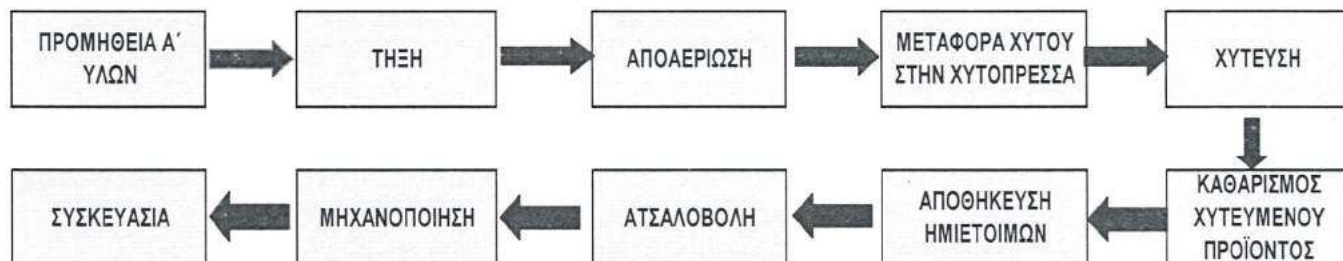 ΠΡΟΜΗΘΕΙΑ Α΄
ΥΛΩΝ
ΤΗΞΗ
ΑΠΟΑΕΡΙΩΣΗ
ΜΕΤΑΦΟΡΑ ΧΥΤΟΥ
ΣΤΗΝ ΧΥΤΟΠΡΕΣΣΑ
ΧΥΤΕΥΣΗ
ΚΑΘΑΡΙΣΜΟΣ
ΧΥΤΕΥΜΕΝΟΥ
ΠΡΟΪΟΝΤΟΣ
ΑΠΟΘΗΚΕΥΣΗ
ΗΜΙΕΤΟΙΜΩΝ
ΑΤΣΑΛΟΒΟΛΗ
ΜΗΧΑΝΟΠΟΙΗΣΗ
ΣΥΣΚΕΥΑΣΙΑ